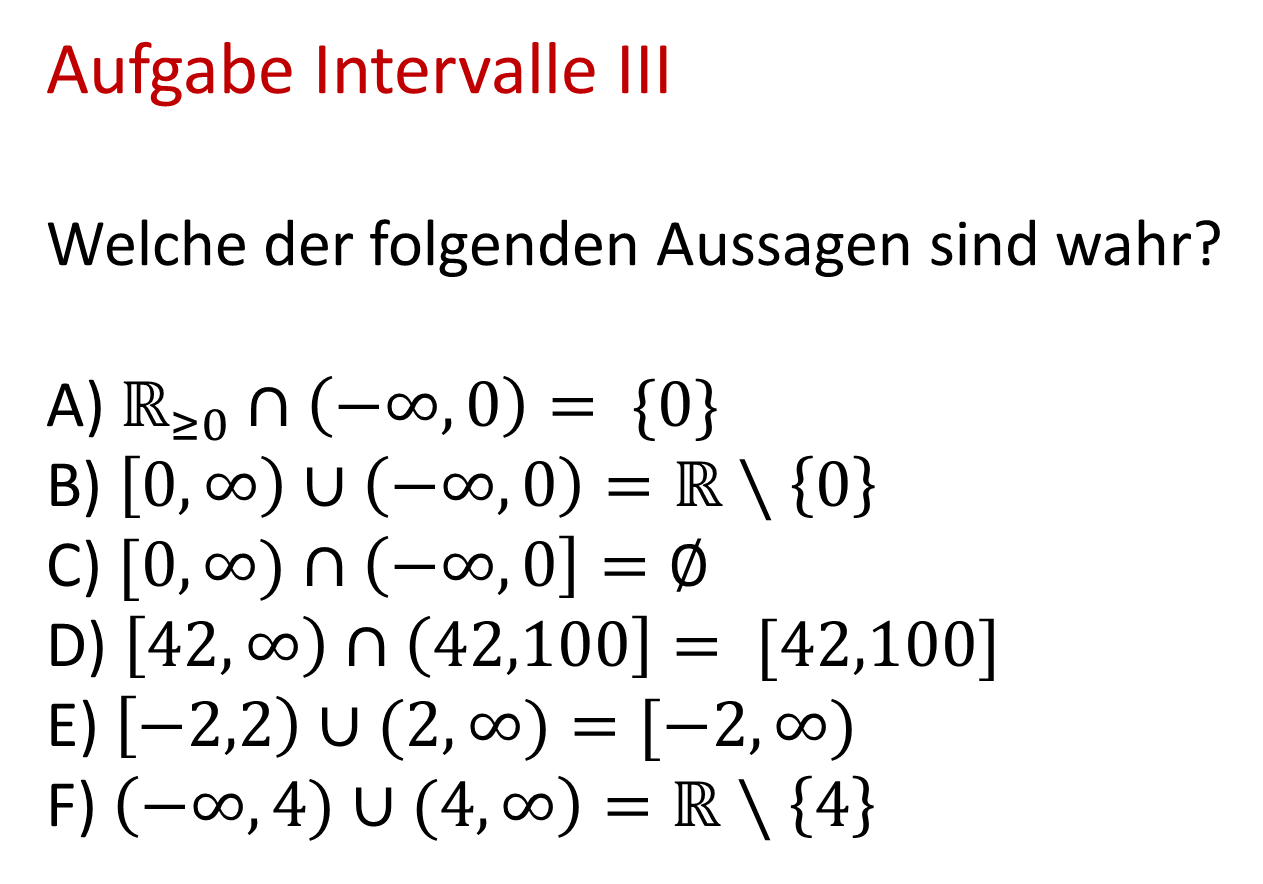 Aufgabe Intervalle III
Welche der folgenden Aussagen sind wahr?
A) ℝ≥0 ∩ (−∞, 0) = {0}
B) [0, ∞) ∪ (−∞, 0) = ℝ \ {0}
C) [0, ∞) ∩ (−∞, 0] = ∅
D) [42, ∞) ∩ (42,100] = [42,100]
E) [−2,2) ∪ (2, ∞) = [−2, ∞)
F) (−∞, 4) ∪ (4, ∞) = ℝ \ {4}